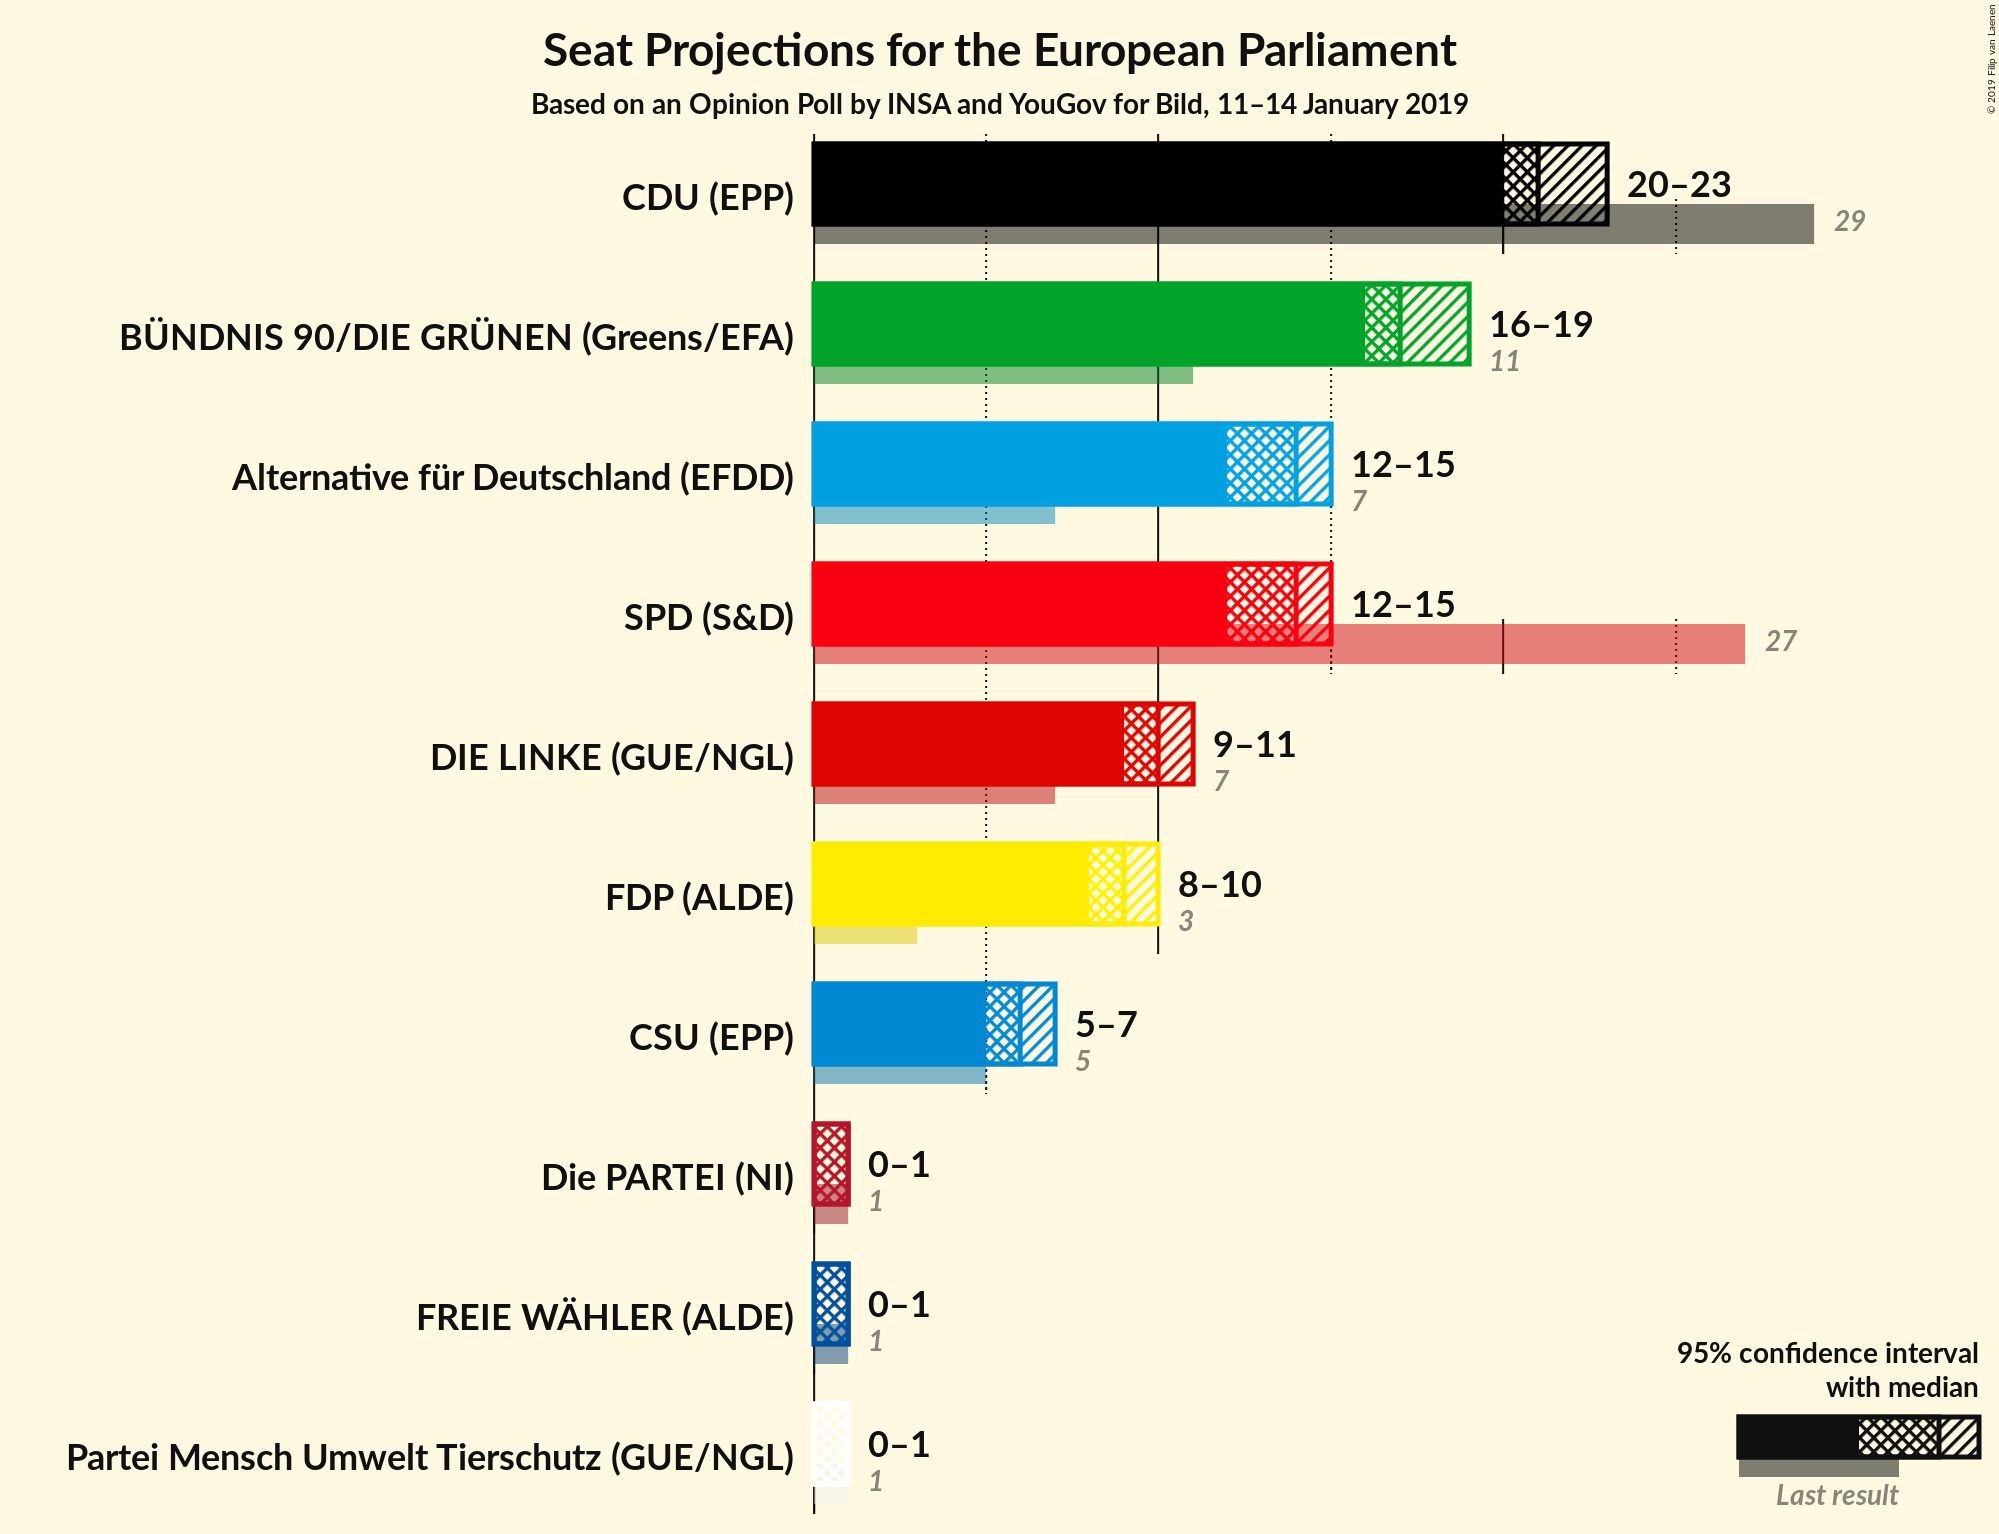 Seat Projections for the European Parliament
Based on an Opinion Poll by INSA and YouGov for Bild, 11–14 January 2019
© 2019 Filip van Laenen
CDU (EPP)
20–23
29
BÜNDNIS 90/DIE GRÜNEN (Greens/EFA)
16–19
11
Alternative für Deutschland (EFDD)
12–15
7
SPD (S&D)
12–15
27
DIE LINKE (GUE/NGL)
9–11
7
FDP (ALDE)
8–10
3
CSU (EPP)
5–7
5
Die PARTEI (NI)
0–1
1
FREIE WÄHLER (ALDE)
0–1
1
Partei Mensch Umwelt Tierschutz (GUE/NGL)
0–1
1
95% confidence interval
with median
Last result